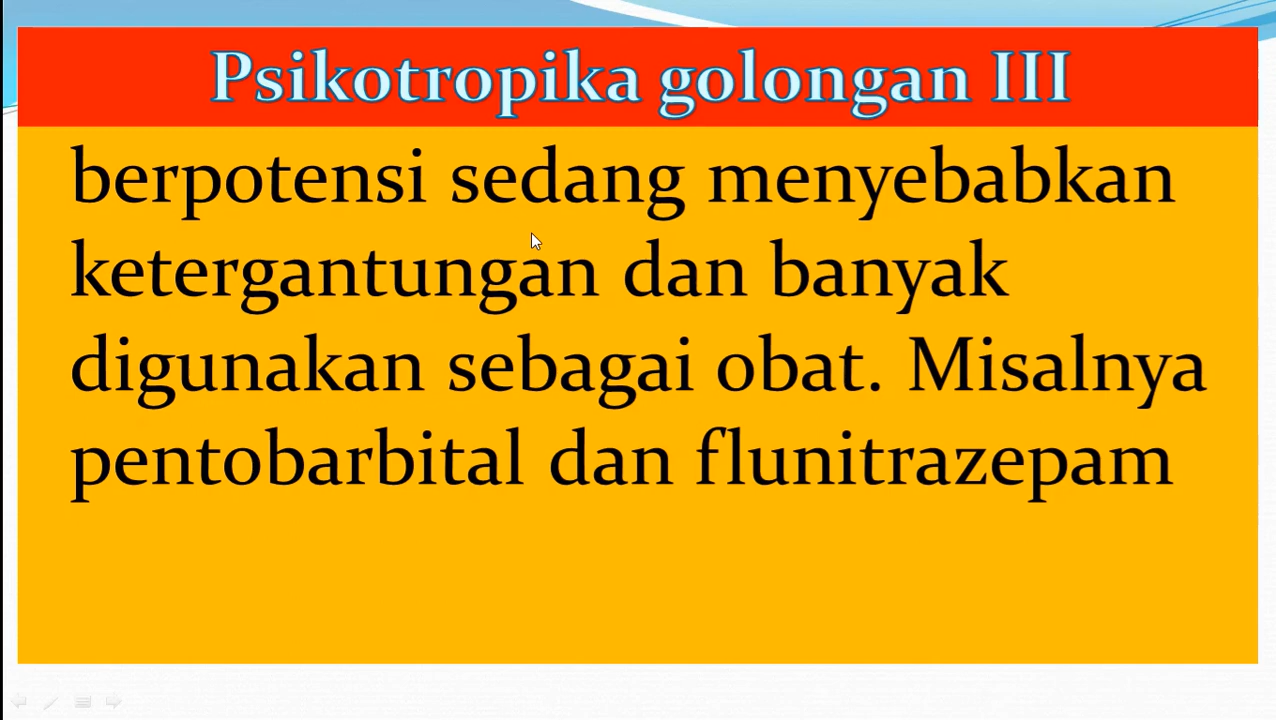 Psikotropika golongan III
berpotensi sedang menyebabkan
ketergantungan dan banyak
digunakan sebagai obat. Misalnya
pentobarbital dan flunitrazepam